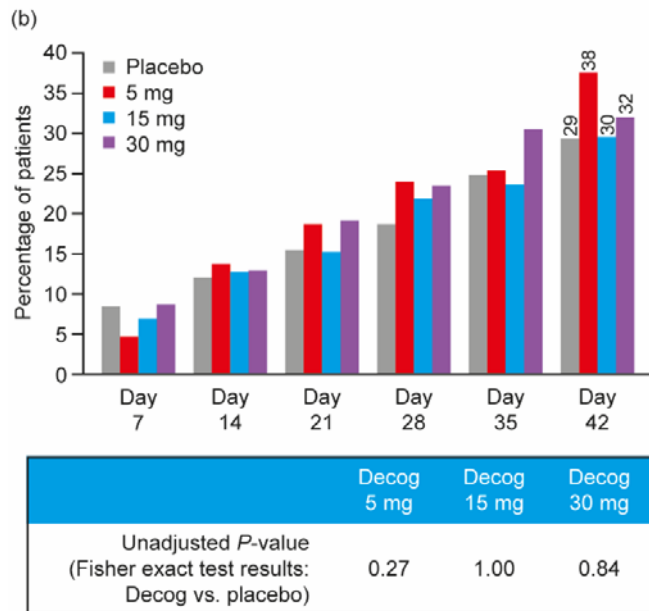 (b)
40
35
30
25
20
15
10
5
0
Percentage of patients
Placebo
5 mg
15 mg
30 mg
29
38
30
32
Day Day Day Day Day Day
7 14 21 28 35 42
Decog Decog Decog
5 mg 15 mg 30 mg
Unadjusted P-value
(Fisher exact test results: 0.27 1.00 0.84
Decog vs. placebo)